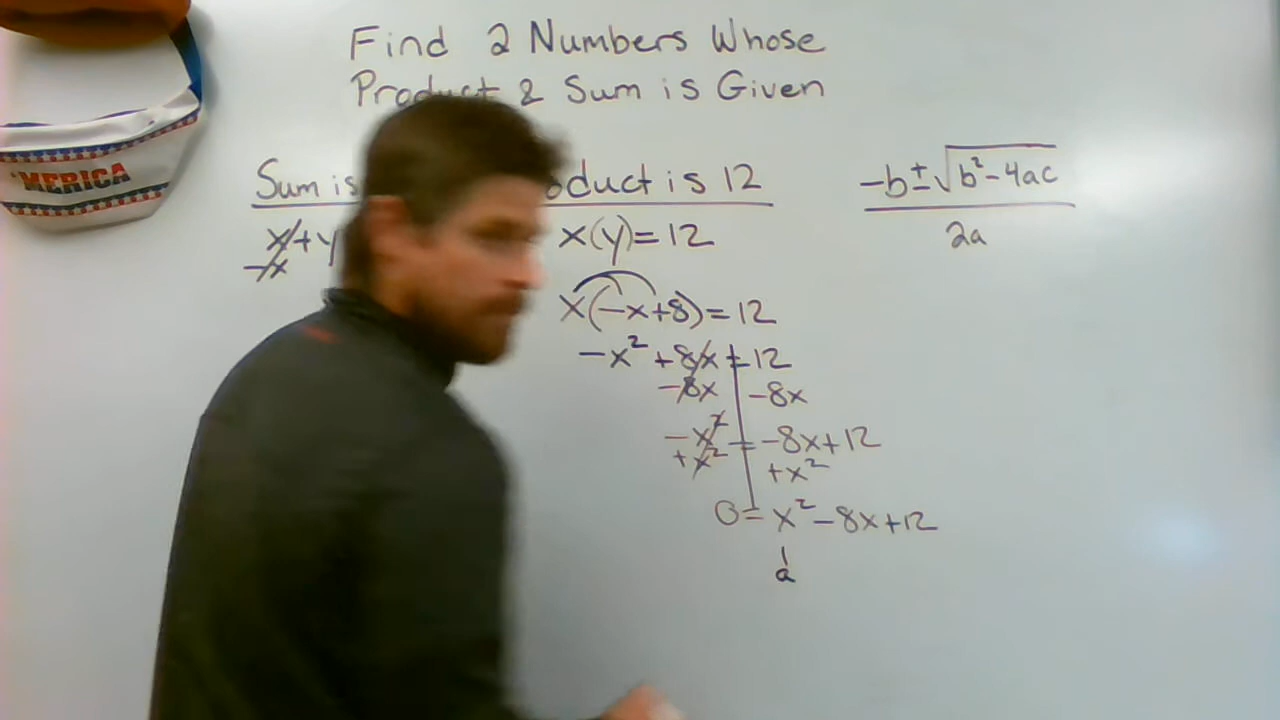 Find 2 Numbers Whose
Product & Sum is Given
'MERICA
Sum is
oduct is 12
-b±√b²-4ac
2a
x+y
-x
x(y)=12
x(-x+8)=12
-x²+8x=12
-8x -8x
-x²=-8x+12
+x² +x²
0=x²-8x+12
a